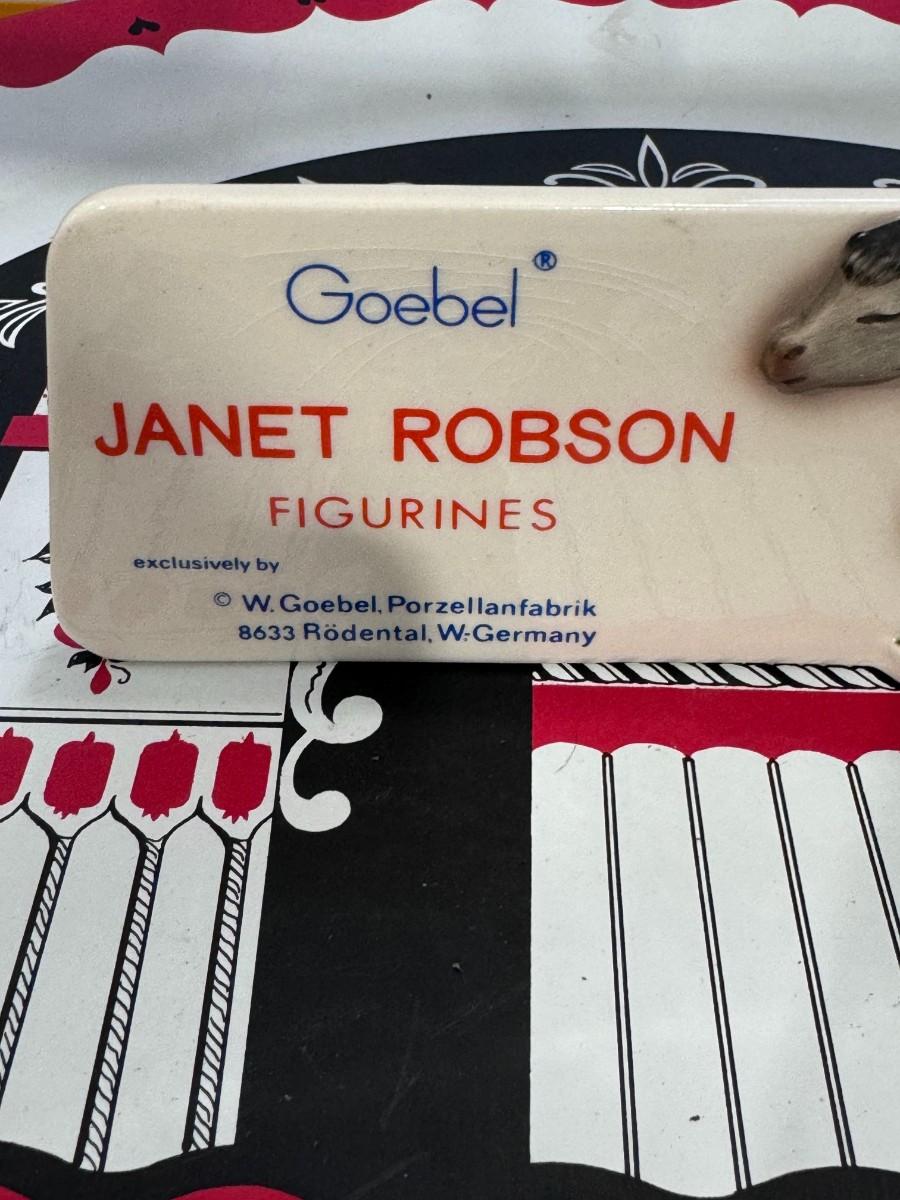 Goebel®
JANET ROBSON
FIGURINES
exclusively by
© W. Goebel, Porzellanfabrik
8633 Rödental, W.-Germany